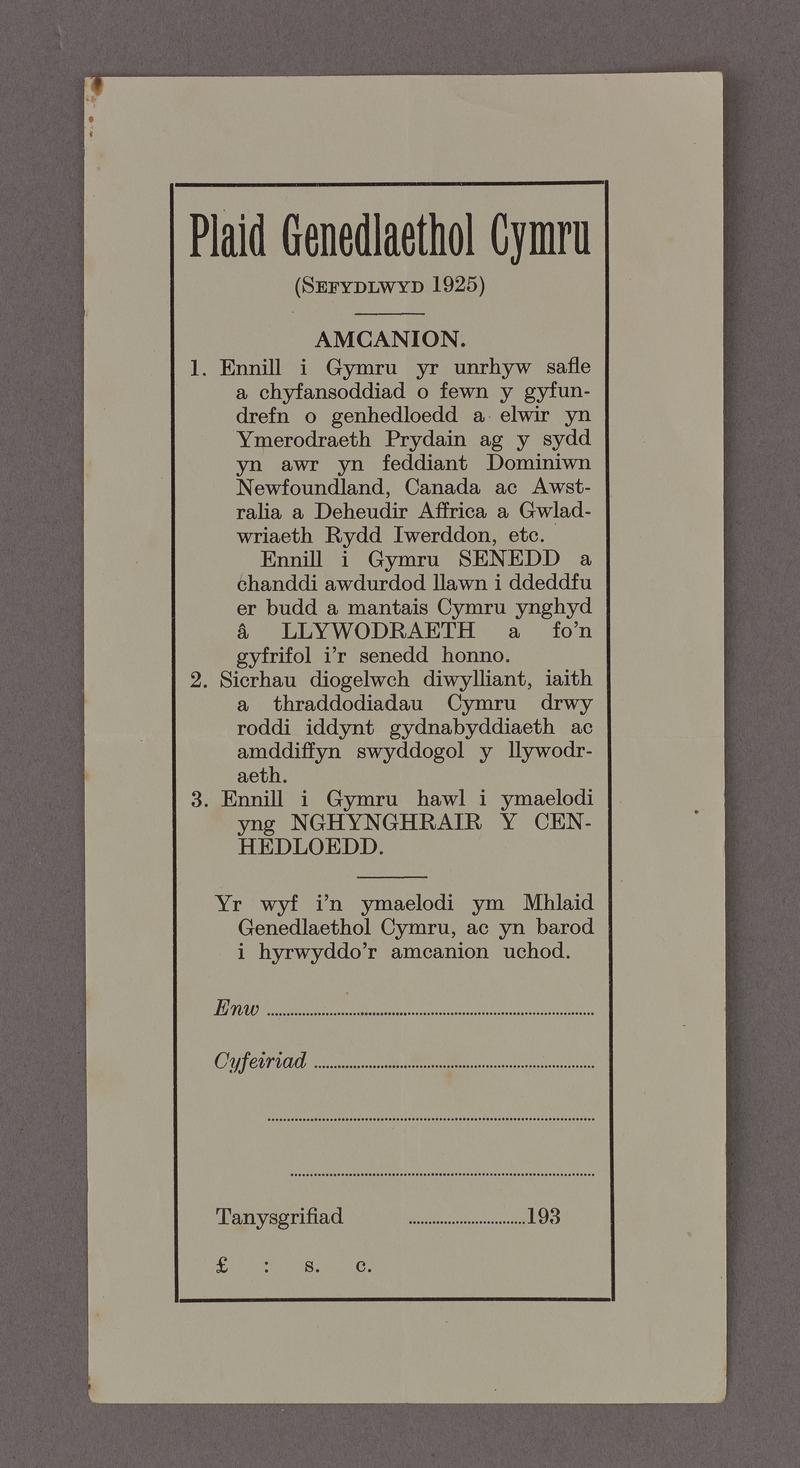 Plaid Genedlaethol Cymru
(SEFYDLWYD 1925)
AMCANION.
1. Ennill i Gymru yr unrhyw safle
a chyfansoddiad o fewn y gyfun-
drefn o genhedloedd a elwir yn
Ymerodraeth Prydain ag y sydd
yn awr yn feddiant Dominiwn
Newfoundland, Canada ac Awst-
ralia a Deheudir Affrica a Gwlad-
wriaeth Rydd Iwerddon, etc.
Ennill i Gymru SENEDD a
chanddi awdurdod llawn i ddeddfu
er budd a mantais Cymru ynghyd
â LLYWODRAETH a fo'n
gyfrifol i'r senedd honno.
2. Sicrhau diogelwch diwylliant, iaith
a thraddodiadau Cymru drwy
roddi iddynt gydnabyddiaeth ac
amddiffyn swyddogol y llywodr-
aeth.
3. Ennill i Gymru hawl i ymaelodi
yng NGHYNGHRAIR Y CEN-
HEDLOEDD.
Yr wyf i'n ymaelodi ym Mhlaid
Genedlaethol Cymru, ac yn barod
i hyrwyddo'r amcanion uchod.
Enw
Cyfeiriad
Tanysgrifiad 193
£ : s. c.